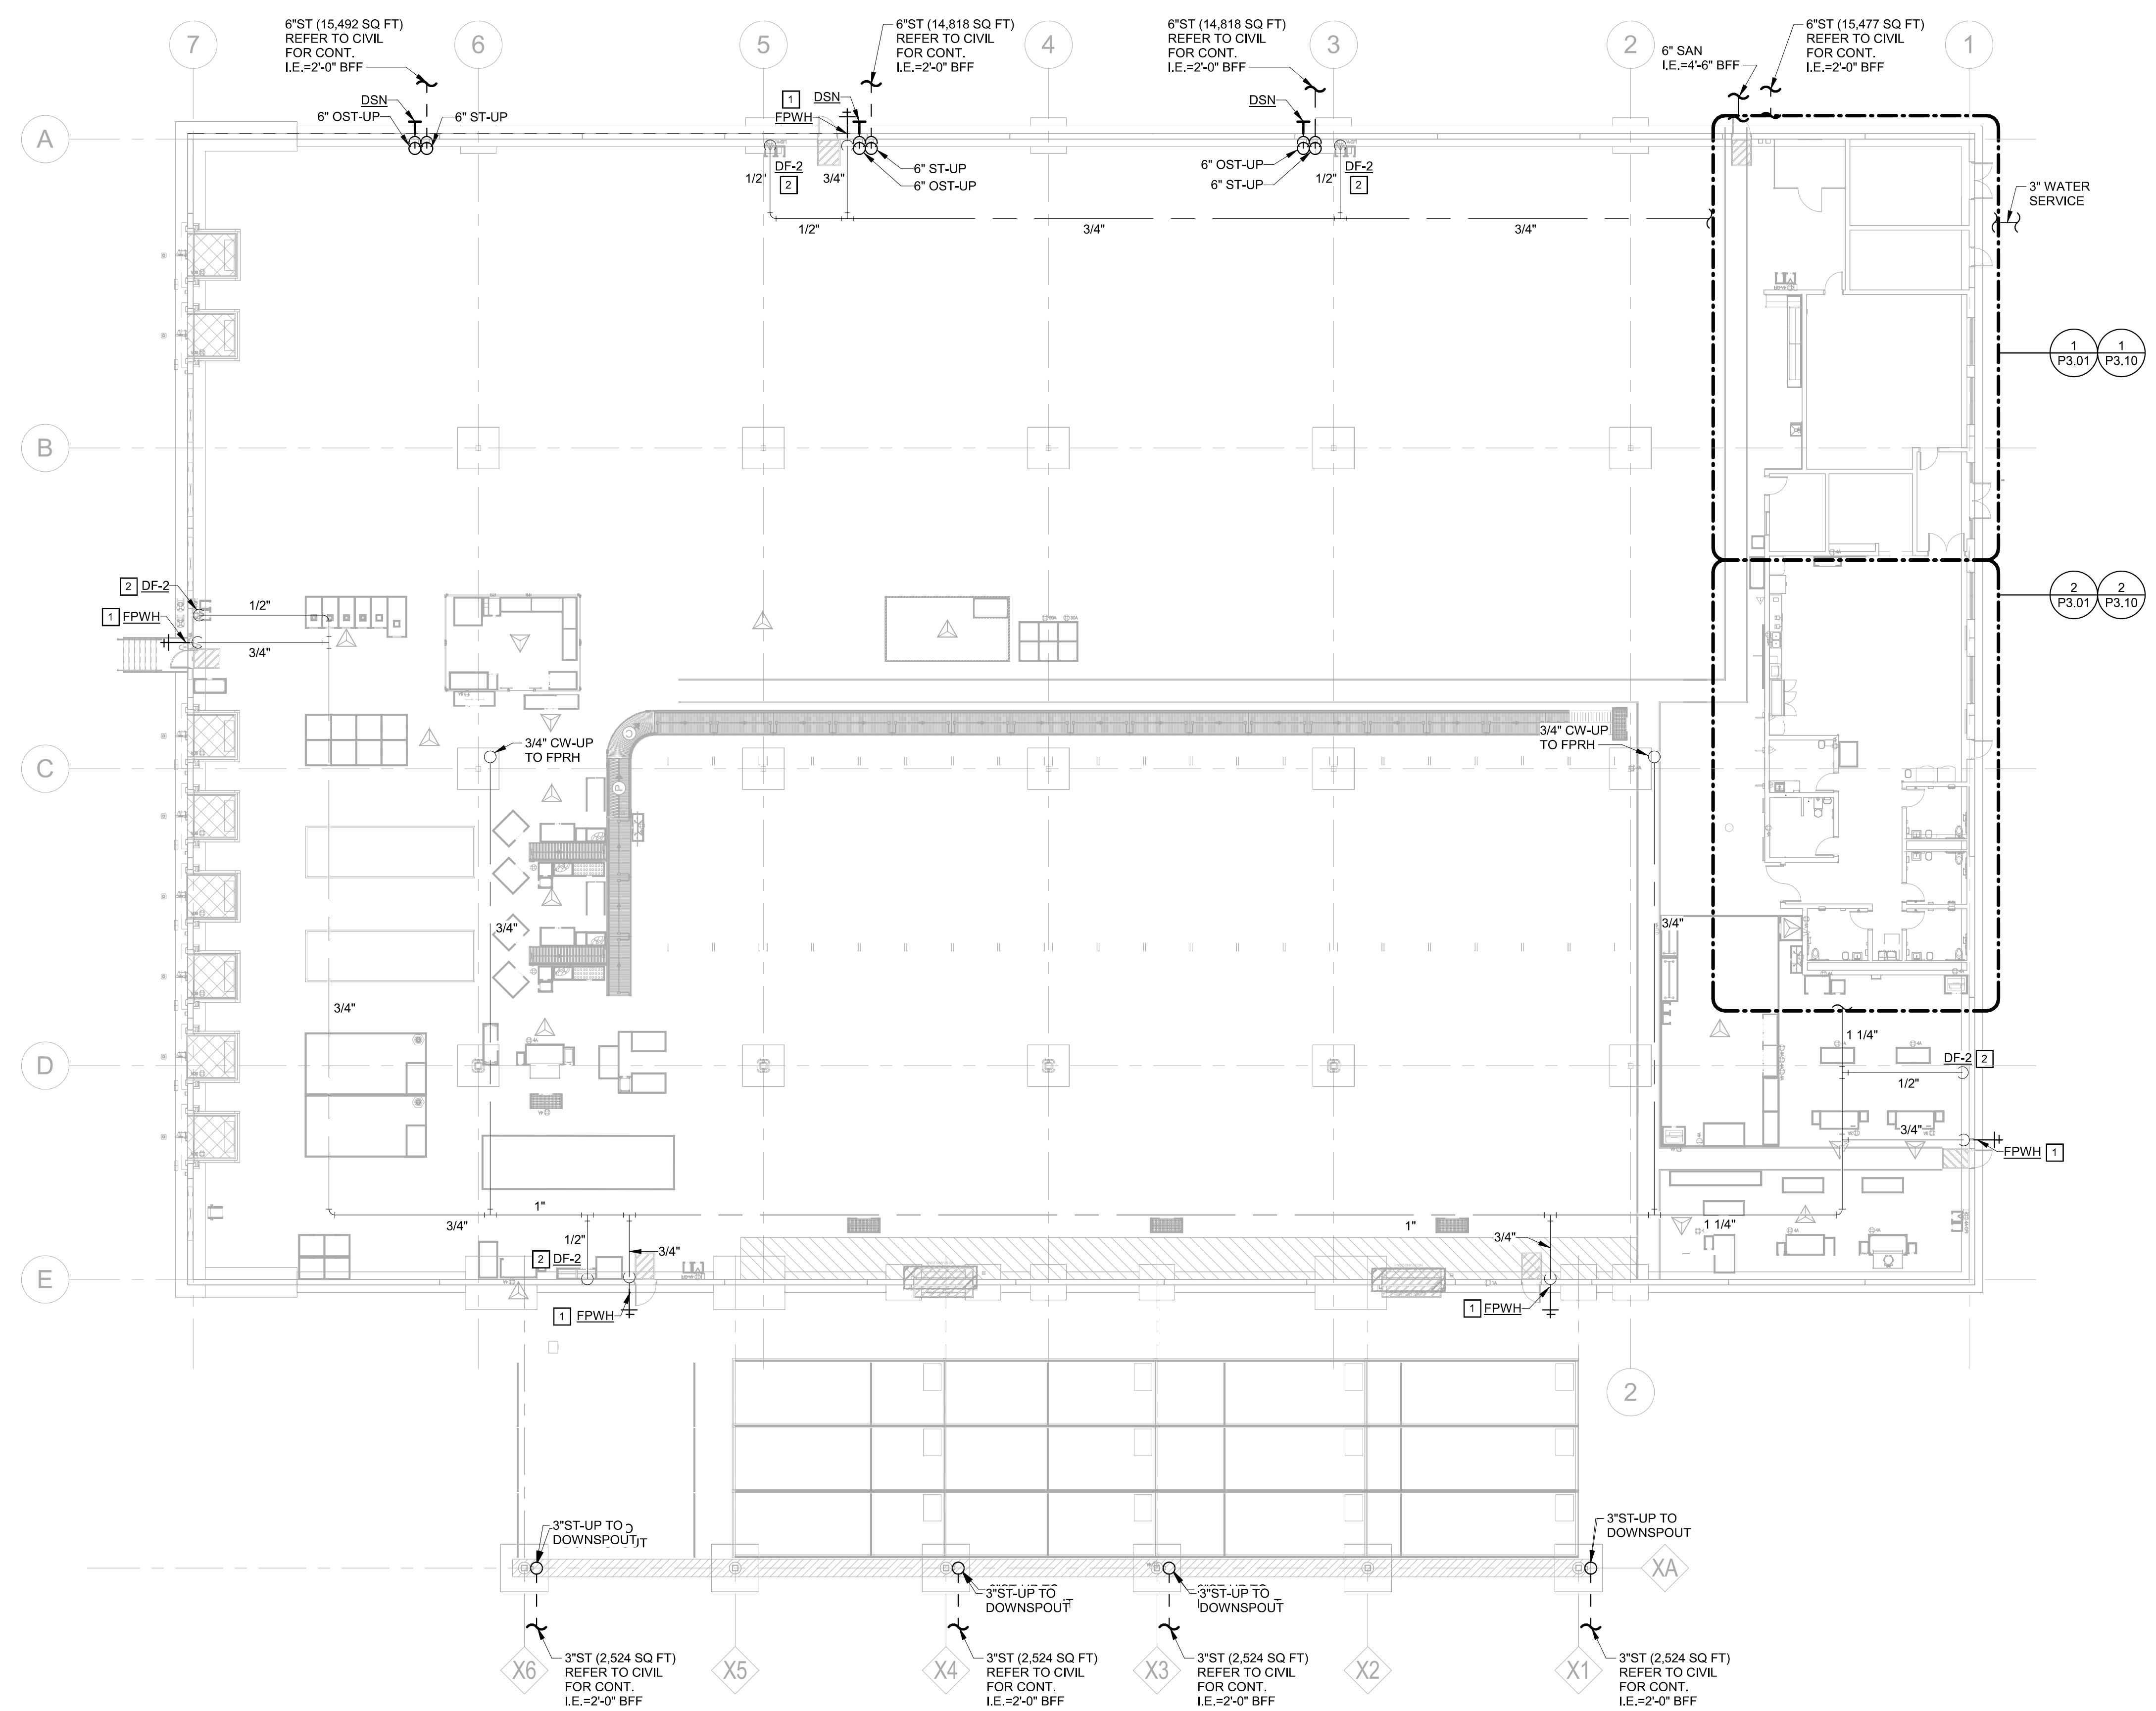 7
6"ST (15,492 SQ FT)
REFER TO CIVIL
FOR CONT.
I.E.=2'-0" BFF
6
5
6"ST (14,818 SQ FT)
REFER TO CIVIL
FOR CONT.
I.E.=2'-0" BFF
4
6"ST (14,818 SQ FT)
REFER TO CIVIL
FOR CONT.
I.E.=2'-0" BFF
3
2
6" SAN
I.E.=4'-6" BFF
6"ST (15,477 SQ FT)
REFER TO CIVIL
FOR CONT.
I.E.=2'-0" BFF
1
DSN
6" OST-UP
6" ST-UP
1
DSN
FPWH
DSN
A
DF-2
2
1/2"
3/4"
6" ST-UP
6" OST-UP
6" OST-UP
6" ST-UP
1/2"
DF-2
2
3" WATER
SERVICE
1/2"
3/4"
3/4"
1
P3.01
1
P3.10
B
2 DF-2
1/2"
1 FPWH
3/4"
2
P3.01
2
P3.10
C
3/4" CW-UP
TO FPRH
C
P
3/4" CW-UP
TO FPRH
3/4"
3/4"
3/4"
1 1/4"
D
DF-2 2
1/2"
3/4"
FPWH 1
3/4"
1"
1"
1 1/4"
1/2"
3/4"
3/4"
2 DF-2
E
1 FPWH
1 FPWH
2
3"ST-UP TO
DOWNSPOUT
3"ST-UP TO
DOWNSPOUT
XA
3"ST-UP TO
DOWNSPOUT
3"ST-UP TO
DOWNSPOUT
X6
X5
X4
X3
X2
X1
3"ST (2,524 SQ FT)
REFER TO CIVIL
FOR CONT.
I.E.=2'-0" BFF
3"ST (2,524 SQ FT)
REFER TO CIVIL
FOR CONT.
I.E.=2'-0" BFF
3"ST (2,524 SQ FT)
REFER TO CIVIL
FOR CONT.
I.E.=2'-0" BFF
3"ST (2,524 SQ FT)
REFER TO CIVIL
FOR CONT.
I.E.=2'-0" BFF